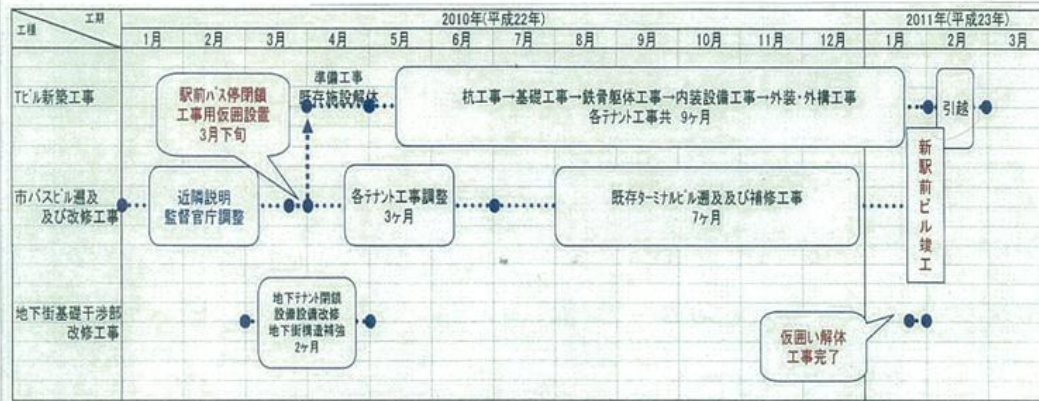 工期
工種
2010年(平成22年)
2011(平成23年)
1月 2月 3月 4月 5月 6月 7月 8月 9月 10月 11月 12月 1月 2月 3月
Tビル新築工事
駅前バス停閉鎖
工事用仮囲設置
3月下旬
準備工事
既存施設解体
杭工事→基礎工事→鉄骨躯体工事→内装設備工事→外装・外構工事
各テナント工事共 9ヶ月
引越
新駅前ビル竣工
市バスビル遡及
及び改修工事
近隣説明
監督官庁調整
各テナント工事調整
3ヶ月
既存ターミナルビル遡及及び補修工事
7ヶ月
地下街基礎干渉部
改修工事
地下テナント閉鎖
設備設備改修
地下街構造補強
2ヶ月
仮囲い解体
工事完了